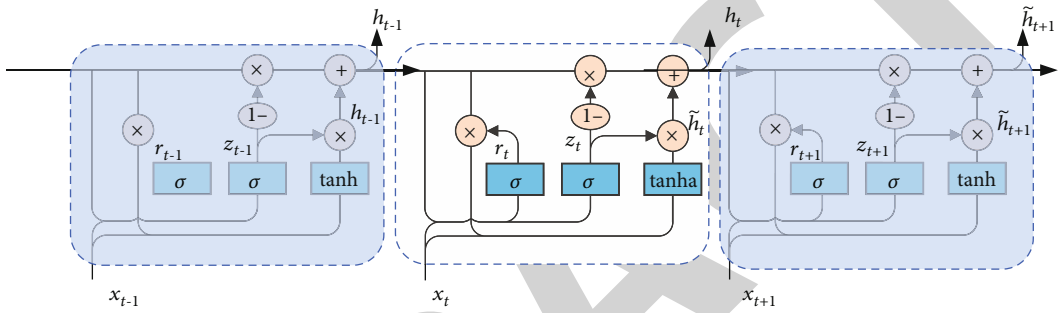 h_{t-1} h_t h̃_{t+1}
× + × + × +
1– h_{t-1} 1– h̃_t 1– h̃_{t+1}
× r_{t-1} z_{t-1} × × r_t z_t × × r_{t+1} z_{t+1} ×
σ σ tanh σ σ tanha σ σ tanh
x_{t-1} x_t x_{t+1}